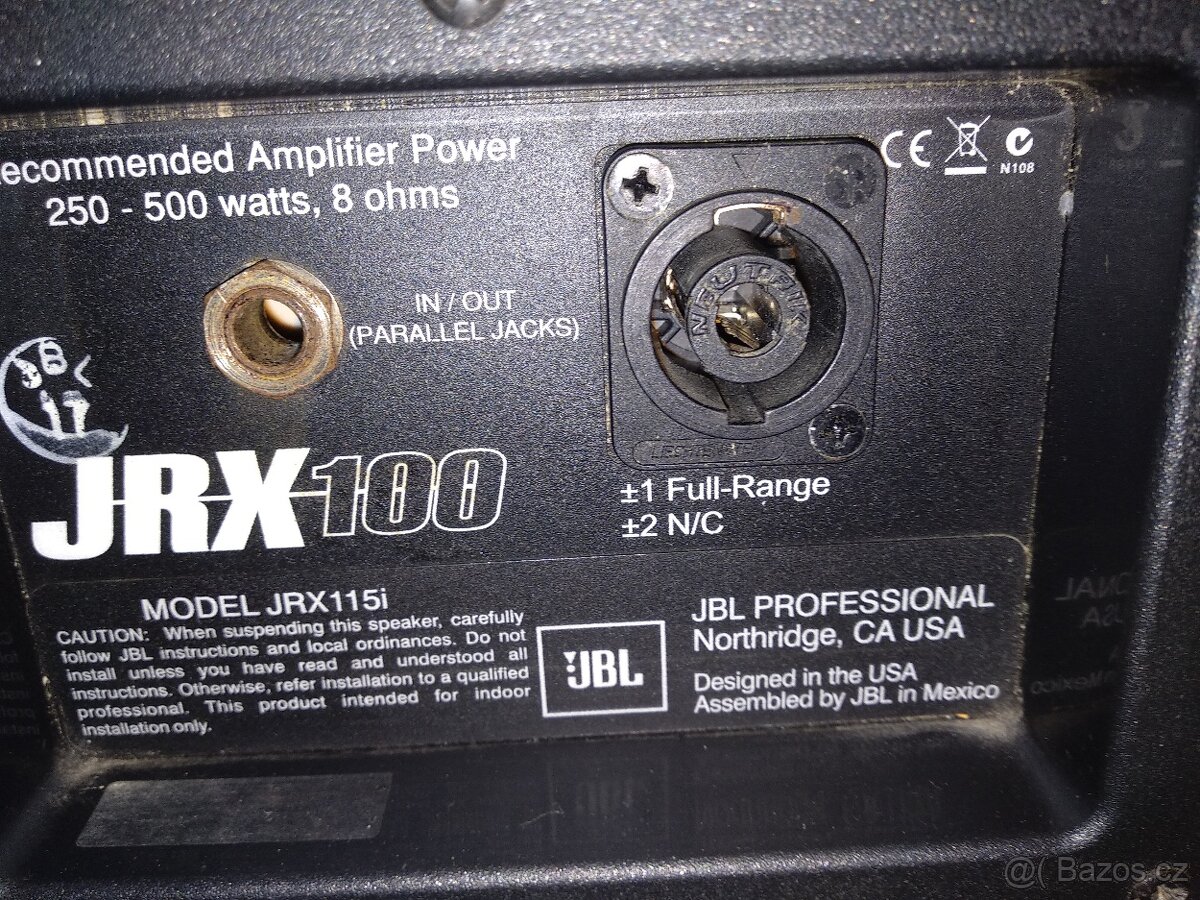 ecommended Amplifier Power
250 - 500 watts, 8 ohms
CE
N108
IN / OUT
(PARALLEL JACKS)
NEUTRIK
JRX100
±1 Full-Range
±2 N/C
MODEL JRX115i
CAUTION: When suspending this speaker, carefully
follow JBL instructions and local ordinances. Do not
install unless you have read and understood all
instructions. Otherwise, refer installation to a qualified
professional. This product intended for indoor
installation only.
JBL
JBL PROFESSIONAL
Northridge, CA USA
Designed in the USA
Assembled by JBL in Mexico
@( Bazos.cz